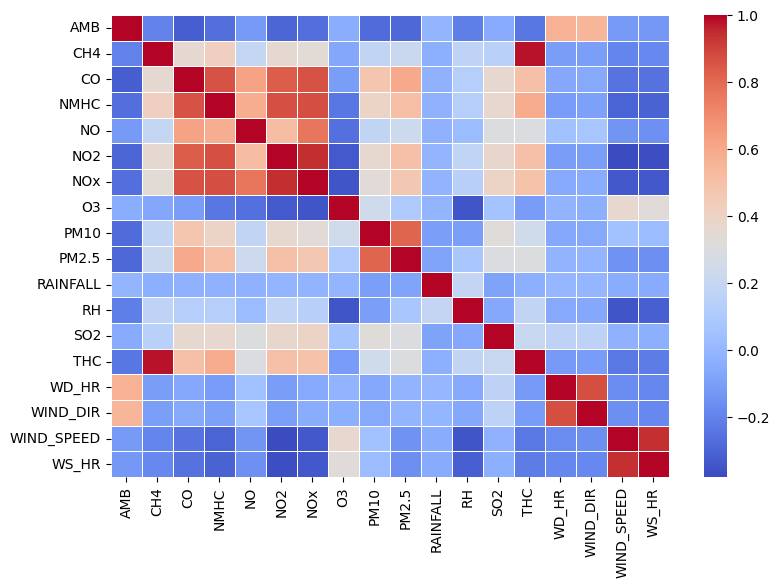 AMB
CH4
CO
NMHC
NO
NO2
NOx
O3
PM10
PM2.5
RAINFALL
RH
SO2
THC
WD_HR
WIND_DIR
WIND_SPEED
WS_HR
AMB
CH4
CO
NMHC
NO
NO2
NOx
O3
PM10
PM2.5
RAINFALL
RH
SO2
THC
WD_HR
WIND_DIR
WIND_SPEED
WS_HR
1.0
0.8
0.6
0.4
0.2
0.0
−0.2